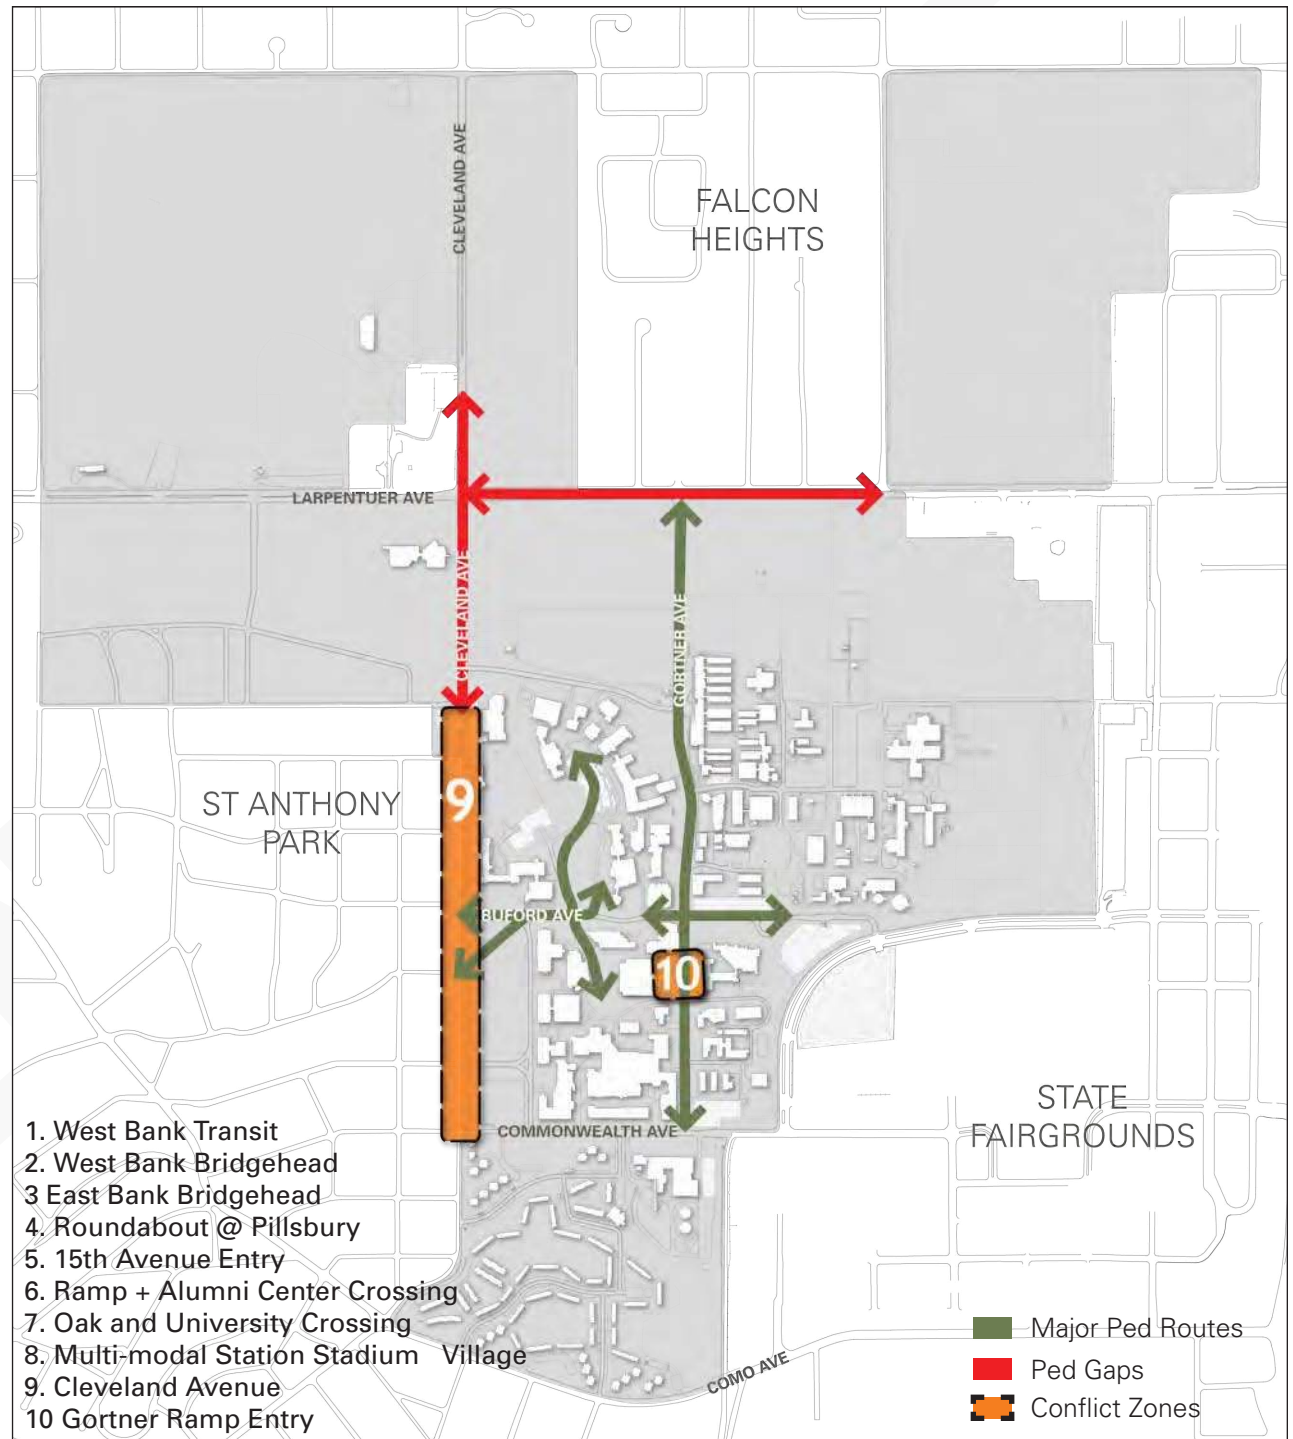 CLEVELAND AVE
FALCON
HEIGHTS
LARPENTUER AVE
CLEVELAND AVE
GORTNER AVE
ST ANTHONY
PARK
9
BUFORD AVE
10
STATE
FAIRGROUNDS
COMMONWEALTH AVE
1. West Bank Transit
2. West Bank Bridgehead
3 East Bank Bridgehead
4. Roundabout @ Pillsbury
5. 15th Avenue Entry
6. Ramp + Alumni Center Crossing
7. Oak and University Crossing
8. Multi-modal Station Stadium Village
9. Cleveland Avenue
10 Gortner Ramp Entry
COMO AVE
Major Ped Routes
Ped Gaps
Conflict Zones